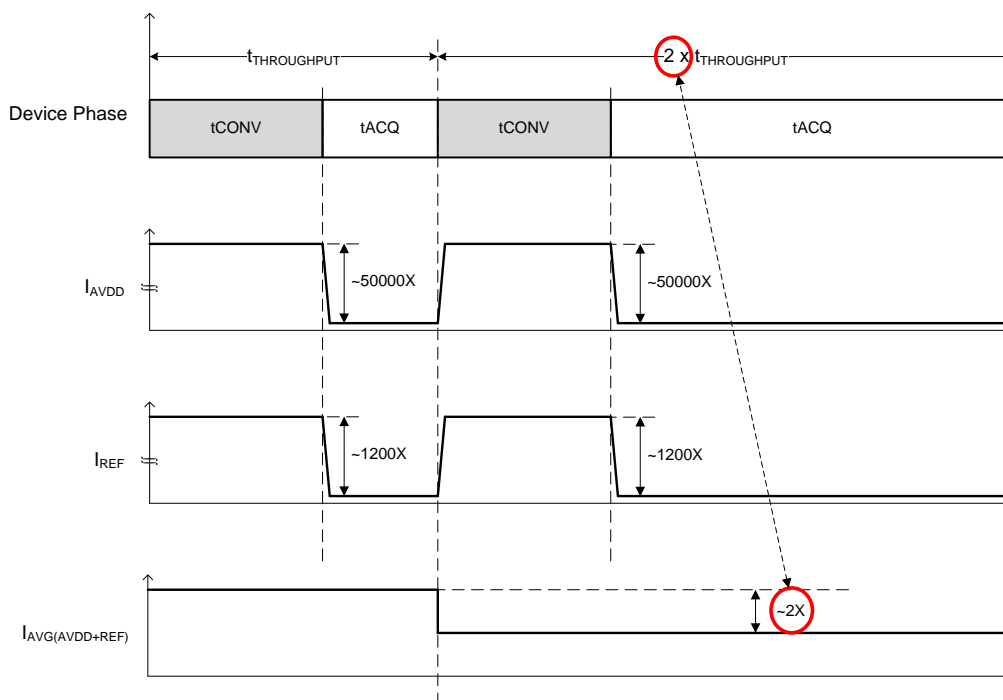 tTHROUGHPUT
2 x tTHROUGHPUT
Device Phase
tCONV
tACQ
tCONV
tACQ
IAVDD
~50000X
~50000X
IREF
~1200X
~1200X
IAVG(AVDD+REF)
~2X